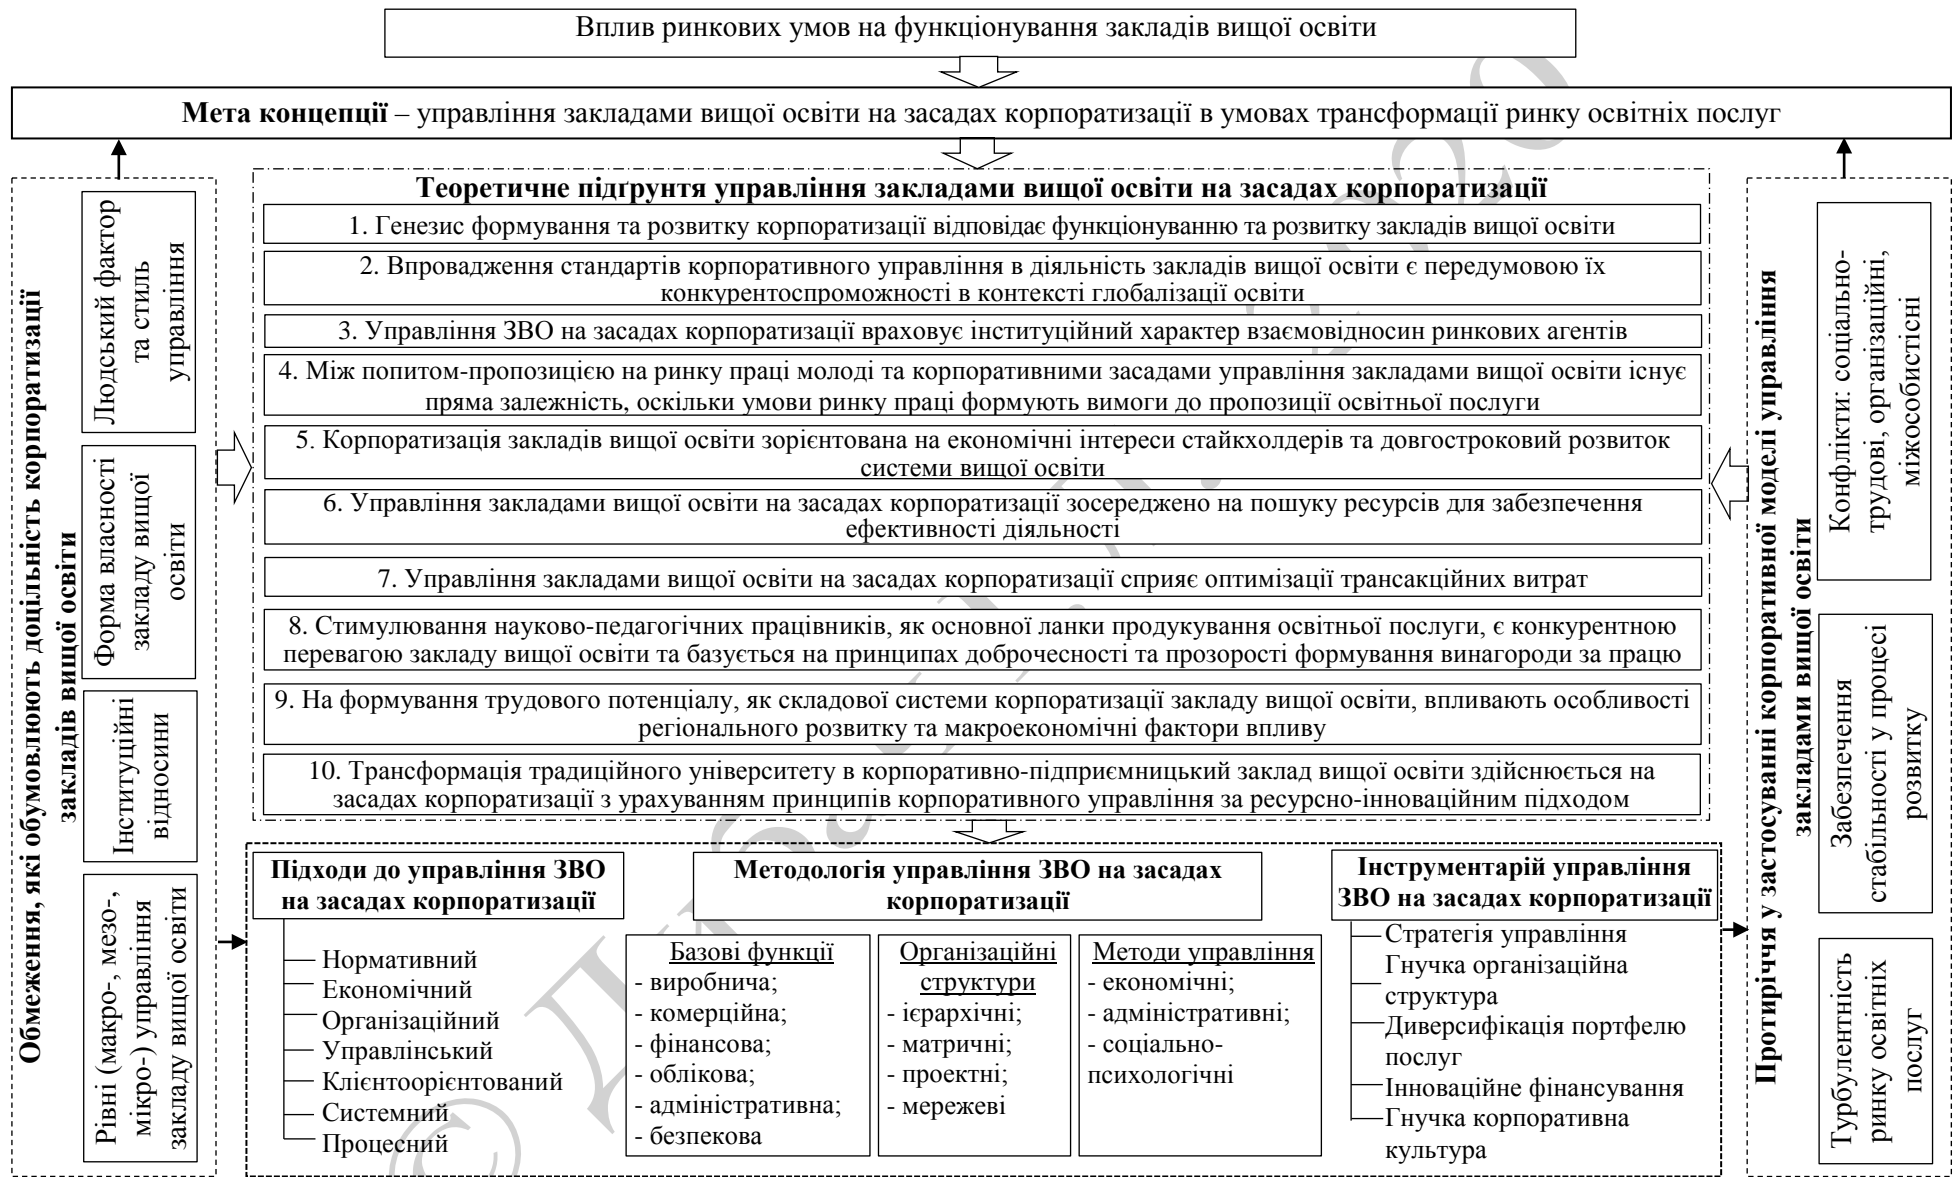 Вплив ринкових умов на функціонування закладів вищої освіти
Мета концепції – управління закладами вищої освіти на засадах корпоратизації в умовах трансформації ринку освітніх послуг
Обмеження, які обумовлюють доцільність корпоратизації
закладів вищої освіти
Людський фактор
та стиль
управління
Форма власності
закладу вищої
освіти
Інституційні
відносини
Рівні (макро-, мезо-,
мікро-) управління
закладу вищої освіти
Теоретичне підґрунтя управління закладами вищої освіти на засадах корпоратизації
1. Генезис формування та розвитку корпоратизації відповідає функціонуванню та розвитку закладів вищої освіти
2. Впровадження стандартів корпоративного управління в діяльність закладів вищої освіти є передумовою їх
конкурентоспроможності в контексті глобалізації освіти
3. Управління ЗВО на засадах корпоратизації враховує інституційний характер взаємовідносин ринкових агентів
4. Між попитом-пропозицією на ринку праці молоді та корпоративними засадами управління закладами вищої освіти існує
пряма залежність, оскільки умови ринку праці формують вимоги до пропозиції освітньої послуги
5. Корпоратизація закладів вищої освіти зорієнтована на економічні інтереси стайкхолдерів та довгостроковий розвиток
системи вищої освіти
6. Управління закладами вищої освіти на засадах корпоратизації зосереджено на пошуку ресурсів для забезпечення
ефективності діяльності
7. Управління закладами вищої освіти на засадах корпоратизації сприяє оптимізації трансакційних витрат
8. Стимулювання науково-педагогічних працівників, як основної ланки продукування освітньої послуги, є конкурентною
перевагою закладу вищої освіти та базується на принципах доброчесності та прозорості формування винагороди за працю
9. На формування трудового потенціалу, як складової системи корпоратизації закладу вищої освіти, впливають особливості
регіонального розвитку та макроекономічні фактори впливу
10. Трансформація традиційного університету в корпоративно-підприємницький заклад вищої освіти здійснюється на
засадах корпоратизації з урахуванням принципів корпоративного управління за ресурсно-інноваційним підходом
Протиріччя у застосуванні корпоративної моделі управління
закладами вищої освіти
Конфлікти: соціально-
трудові, організаційні,
міжособистісні
Забезпечення
стабільності у процесі
розвитку
Турбулентність
ринку освітніх
послуг
Підходи до управління ЗВО
на засадах корпоратизації
Нормативний
Економічний
Організаційний
Управлінський
Клієнтоорієнтований
Системний
Процесний
Методологія управління ЗВО на засадах
корпоратизації
Базові функції
- виробнича;
- комерційна;
- фінансова;
- облікова;
- адміністративна;
- безпекова
Організаційні
структури
- ієрархічні;
- матричні;
- проектні;
- мережеві
Методи управління
- економічні;
- адміністративні;
- соціально-
психологічні
Інструментарій управління
ЗВО на засадах корпоратизації
Стратегія управління
Гнучка організаційна
структура
Диверсифікація портфелю
послуг
Інноваційне фінансування
Гнучка корпоративна
культура